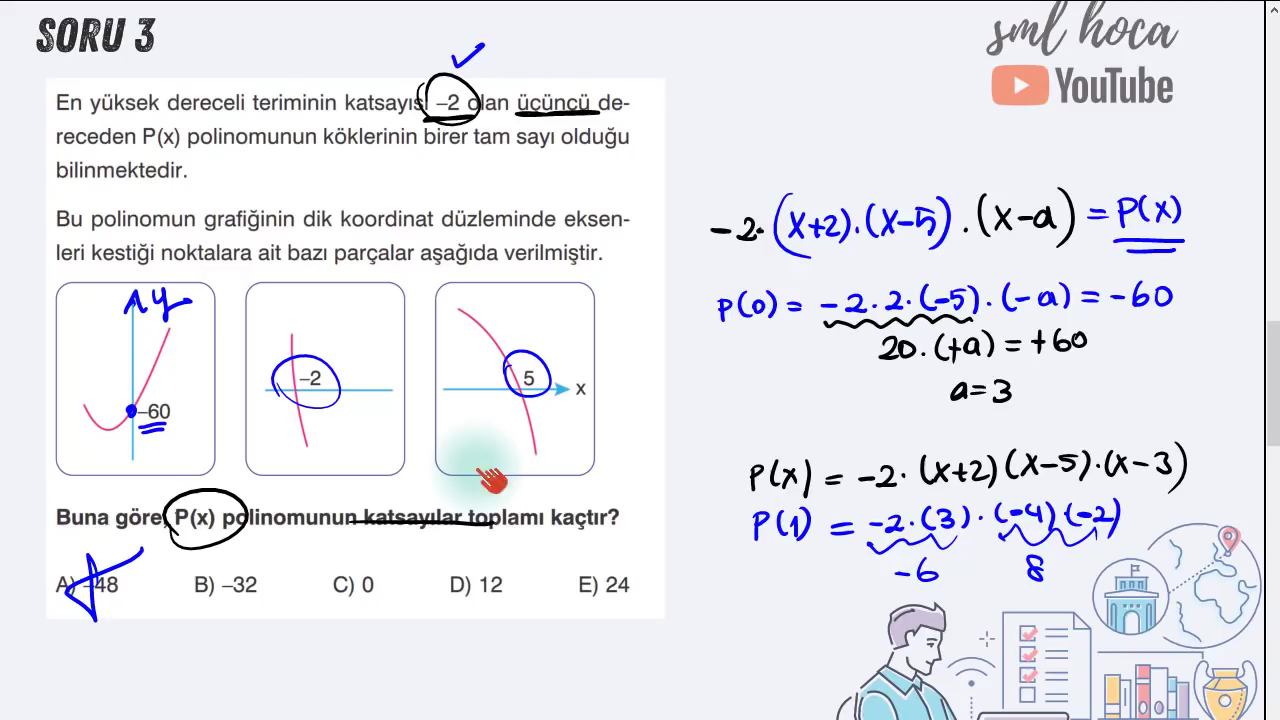 SORU 3
sml hoca
YouTube
En yüksek dereceli teriminin katsayısı –2 olan üçüncü de-
receden P(x) polinomunun köklerinin birer tam sayı olduğu
bilinmektedir.
Bu polinomun grafiğinin dik koordinat düzleminde eksen-
leri kestiği noktalara ait bazı parçalar aşağıda verilmiştir.
y
–60
–2
5
x
Buna göre, P(x) polinomunun katsayılar toplamı kaçtır?
A) –48 B) –32 C) 0 D) 12 E) 24
-2·(x+2)·(x-5)·(x-a) = P(x)
P(0) = -2·2·(-5)·(-a) = -60
20·(+a) = +60
a = 3
P(x) = -2·(x+2)(x-5)·(x-3)
P(1) = -2·(3)·(-4)(-2)
-6 8